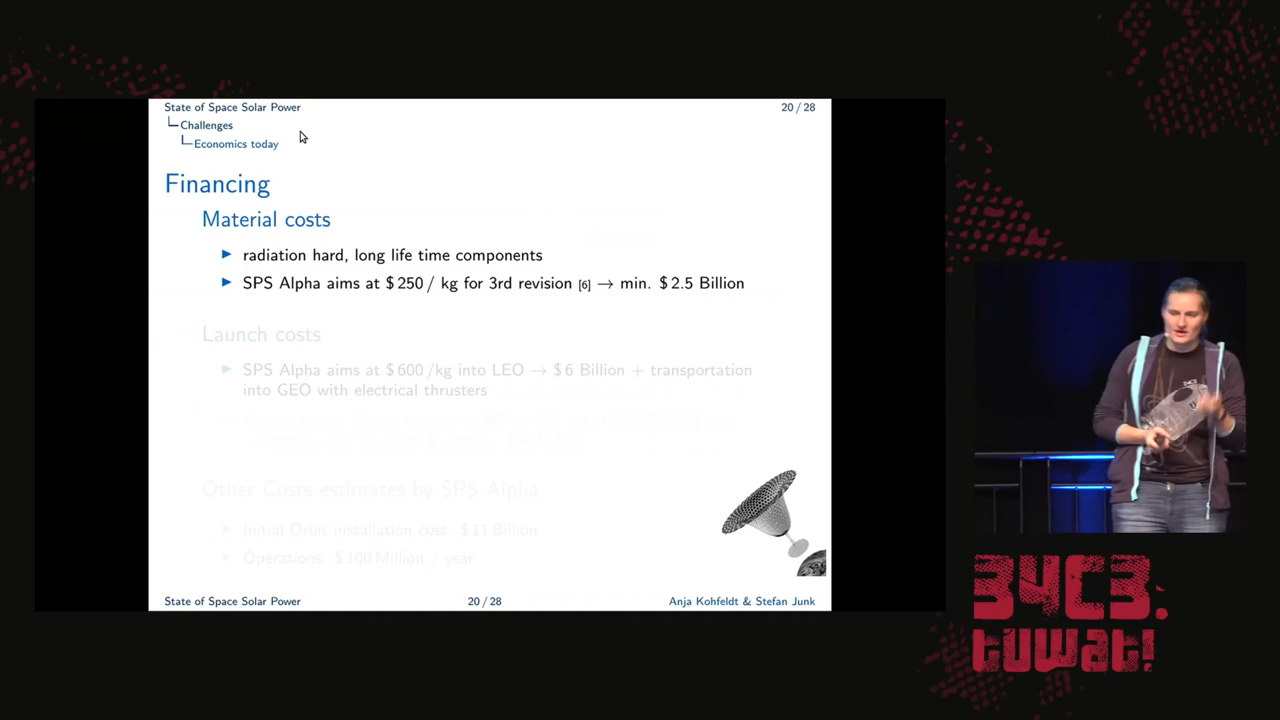 State of Space Solar Power
20 / 28
Challenges
Economics today
Financing
Material costs
radiation hard, long life time components
SPS Alpha aims at $ 250 / kg for 3rd revision [6] → min. $ 2.5 Billion
Launch costs
SPS Alpha aims at $ 600 /kg into LEO → $ 6 Billion + transportation
into GEO with electrical thrusters
Other Costs estimates by SPS Alpha
Initial Orbit installation cost: $ 11 Billion
Operations: $ 100 Million / year
State of Space Solar Power
20 / 28
Anja Kohfeldt & Stefan Junk
34C3.
tuwat!